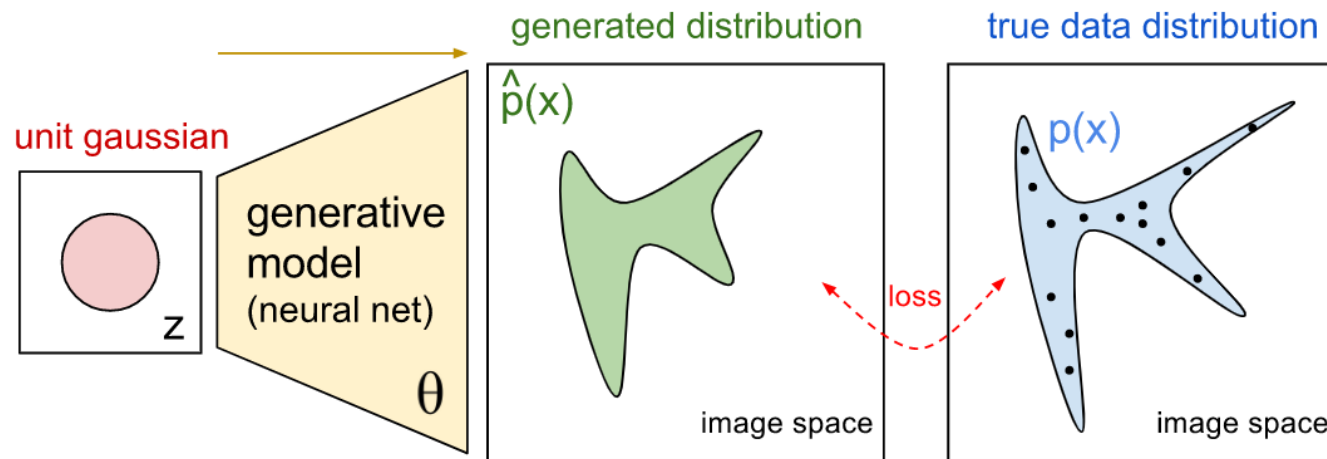 generated distribution
true data distribution
p̂(x)
p(x)
unit gaussian
generative
model
(neural net)
z
θ
loss
image space
image space